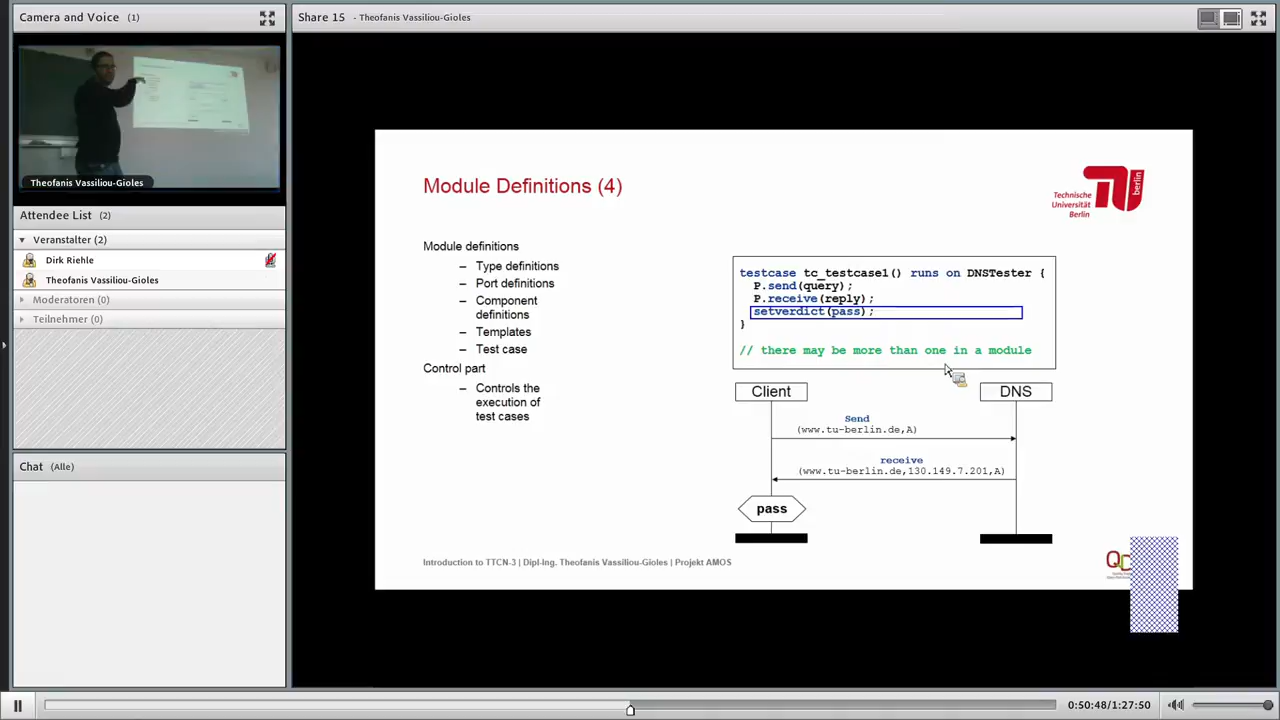 Camera and Voice (1)
Theofanis Vassiliou-Gioles
Attendee List (2)
Veranstalter (2)
Dirk Riehle
Theofanis Vassiliou-Gioles
Moderatoren (0)
Teilnehmer (0)
Chat (Alle)
Share 15 - Theofanis Vassiliou-Gioles
Module Definitions (4)
Technische
Universität
Berlin
berlin
Module definitions
– Type definitions
– Port definitions
– Component
definitions
– Templates
– Test case
Control part
– Controls the
execution of
test cases
testcase tc_testcase1() runs on DNSTester {
P.send(query);
P.receive(reply);
setverdict(pass);
}
// there may be more than one in a module
Client
DNS
Send
(www.tu-berlin.de,A)
receive
(www.tu-berlin.de,130.149.7.201,A)
pass
Introduction to TTCN-3 | Dipl-Ing. Theofanis Vassiliou-Gioles | Projekt AMOS
0:50:48/1:27:50